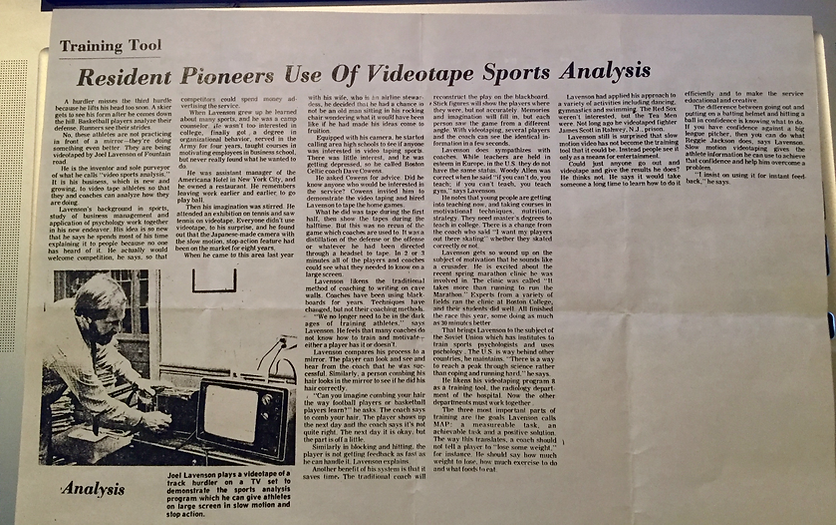 Training Tool
Resident Pioneers Use Of Videotape Sports Analysis
A hurdler misses the third hurdle
because he lifts his head too soon. A skier
gets to see his form after he comes down
the hill. Basketball players analyze their
defense. Runners see their strides.
No, these athletes are not practicing
in front of a mirror—they're doing
something even better. They are being
videotaped by Joel Lavenson of Fountain
road.
He is the inventor and sole purveyor
of what he calls "video sports analysis."
It is his business, which is new and
growing, to video tape athletes so that
they and coaches can analyze how they
are doing.
Lavenson's background in sports,
study of business management and
application of psychology work together
in his new endeavor. His idea is so new
that he says he spends most of his time
explaining it to people because no one
has heard of it. He actually would
welcome competition, he says, so that
competitors could spend money ad-
vertising the service.
When Lavenson grew up he learned
about many sports, and he was a camp
counselor. He wasn't too interested in
college, finally got a degree in
organizational behavior, served in the
Army for four years, taught courses in
motivating employees in business school,
but never really found what he wanted to
do.
He was assistant manager of the
Americana Hotel in New York City, and
he owned a restaurant. He remembers
leaving work earlier and earlier, to go
play ball.
Then his imagination was stirred. He
attended an exhibition on tennis and saw
tennis on videotape. Everyone didn't use
videotape, to his surprise, and he found
out that the Japanese-made camera with
the slow motion, stop action feature had
been on the market for eight years.
When he came to this area last year
with his wife, who is an airline stewar-
dess, he decided that he had a chance to
not be an old man sitting in his rocking
chair wondering what it would have been
like if he had made his ideas come to
fruition.
Equipped with his camera, he started
calling area high schools to see if anyone
was interested in video taping sports.
There was little interest, and he was
getting depressed, so he called Boston
Celtic coach Dave Cowens.
He asked Cowens for advice. Did he
know anyone who would be interested in
the service? Cowens invited him to
demonstrate the video taping and hired
Lavenson to tape the home games.
What he did was tape during the first
half, then show the tapes during the
halftime. But this was no rerun of the
game which coaches are used to. It was a
distillation of the defense or the offense
or whatever he had been directed
through a headset to tape. In 2 or 3
minutes all of the players and coaches
could see what they needed to know on a
large screen.
Lavenson likens the traditional
method of coaching to writing on cave
walls. Coaches have been using black-
boards for years. Techniques have
changed, but not their coaching methods.
"We no longer need to be in the dark
ages of training athletes," says
Lavenson. He feels that many coaches do
not know how to train and motivate—
either a player has it or doesn't.
Lavenson compares his process to a
mirror. The player can look and see and
hear from the coach that he was suc-
cessful. Similarly, a person combing his
hair looks in the mirror to see if he did his
hair correctly.
"Can you imagine combing your hair
the way football players or basketball
players learn?" he asks. The coach says
to comb your hair. The player shows up
the next day and the coach says it's not
quite right. The next day it is okay, but
the part is off a little.
Similarly in blocking and hitting, the
player is not getting feedback as fast as
he can handle it, Lavenson explains.
Another benefit of his system is that it
saves time. The traditional coach will
reconstruct the play on the blackboard.
Stick figures will show the players where
they were, but not accurately. Memories
and imagination will fill in, but each
person saw the game from a different
angle. With videotaping, several players
and the coach can see the identical in-
formation in a few seconds.
Lavenson does sympathizes with
coaches. While teachers are held in
esteem in Europe, in the U.S. they do not
have the same status. Woody Allen was
correct when he said "if you can't do, you
teach; if you can't teach, you teach
gym," says Lavenson.
He notes that young people are getting
into teaching now, and taking courses in
motivational techniques, nutrition,
strategy. They need master's degrees to
teach in college. There is a change from
the coach who said "I want my players
out there skating" whether they skated
correctly or not.
Lavenson gets so wound up on the
subject of motivation that he sounds like
a crusader. He is excited about the
recent spring marathon clinic he was
involved in. The clinic was called "It
takes more than running to run the
Marathon." Experts from a variety of
fields ran the clinic at Boston College,
and their students did well. All finished
the race this year, some doing as much
as 30 minutes better.
That brings Lavenson to the subject of
the Soviet Union which has institutes to
train sports psychologists and uses
pschology. The U.S. is way behind other
countries, he maintains. "There is a way
to reach a peak through science rather
than coping and running hard," he says.
He likens his videotaping program
as a training tool, the radiology depart-
ment of the hospital. Now the other
departments must work together.
The three most important parts of
training are the goals Lavenson calls
MAP: a measureable task, an
achievable task and a positive solution.
The way this translates, a coach should
not tell a player to "lose some weight,"
for instance. He should say how much
weight to lose, how much exercise to do
and what foods to eat.
Lavenson had applied his approach to
a variety of activities including dancing,
gymnastics and swimming. The Red Sox
weren't interested, but the Tea Men
were. Not long ago he videotaped fighter
James Scott in Rahway, N.J., prison.
Lavenson still is surprised that slow
motion video has not become the training
tool that it could be. Instead people see it
only as a means for entertainment.
Could just anyone go out and
videotape and give the results he does?
He thinks not. He says it would take
someone a long time to learn how to do it
efficiently and to make the service
educational and creative.
The difference between going out and
putting on a batting helmet and hitting a
ball in confidence is knowing what to do.
If you have confidence against a big
league pitcher, then you can do what
Reggie Jackson does, says Lavenson.
Slow motion videotaping gives the
athlete information he can use to achieve
that confidence and help him overcome a
problem.
"I insist on using it for instant feed-
back," he says.
Analysis
Joel Lavenson plays a videotape of a
track hurdler on a TV set to
demonstrate the sports analysis
program which he can give athletes
on large screen in slow motion and
stop action.